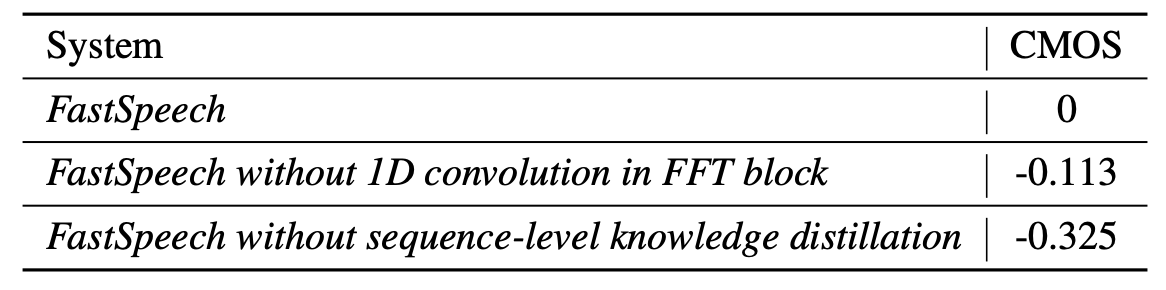 System CMOS
FastSpeech 0
FastSpeech without 1D convolution in FFT block -0.113
FastSpeech without sequence-level knowledge distillation -0.325